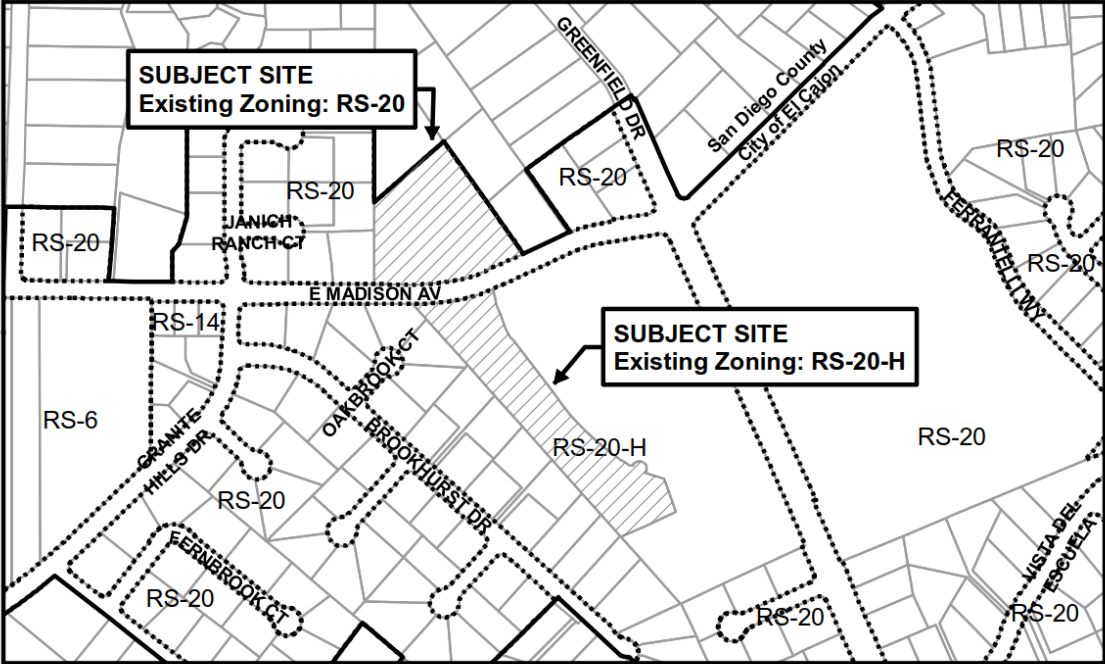 SUBJECT SITE
Existing Zoning: RS-20
GREENFIELD DR
San Diego County
City of El Cajon
RS-20
RS-20
RS-20
RS-20
JANICH
RANCH CT
FERRANTELLI WY
RS-20
E MADISON AV
RS-14
SUBJECT SITE
Existing Zoning: RS-20-H
OAKBROOK CT
RS-6
GRANITE
HILLS DR
BROOKHURST DR
RS-20-H
RS-20
RS-20
VISTA DEL
ESCUELA
FERNBROOK CT
RS-20
RS-20
RS-20